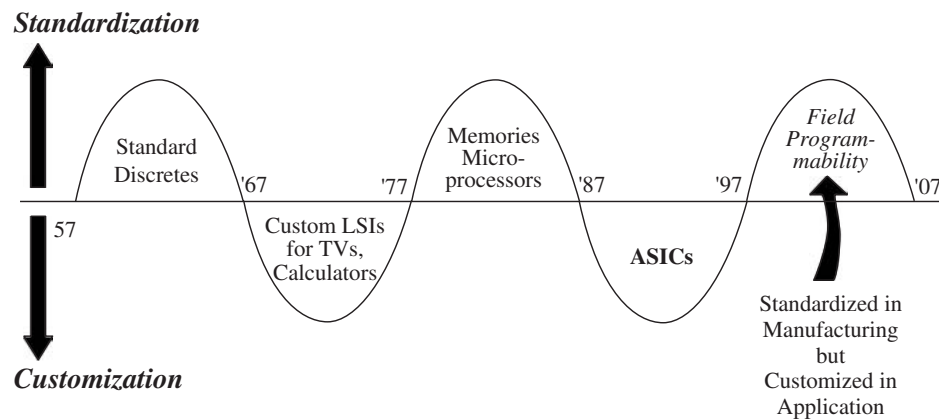 Standardization
Standard
Discretes
Memories
Micro-
processors
Field
Program-
mability
'67
'77
'87
'97
'07
57
Custom LSIs
for TVs,
Calculators
ASICs
Standardized in
Manufacturing
but
Customized in
Application
Customization